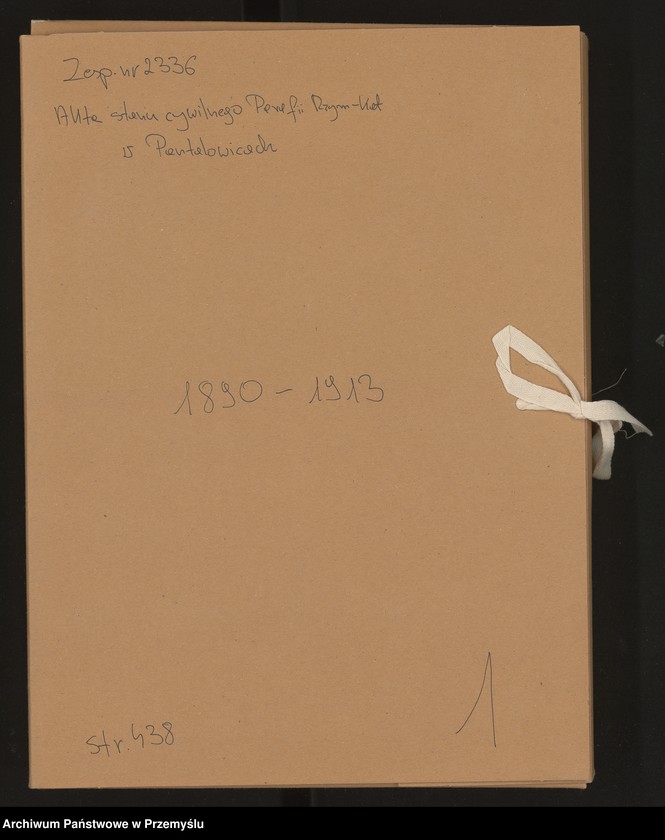 Zesp. nr 2336
Akta stanu cywilnego Parafii Rzym-Kat
w Pantalowicach
1890 - 1913
1
str. 438
Archiwum Państwowe w Przemyślu